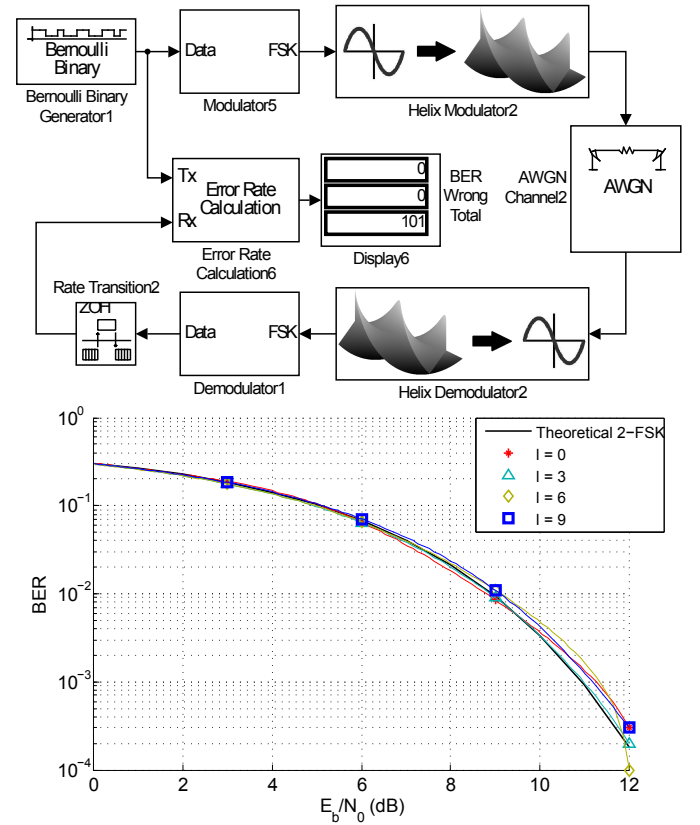 Bernoulli
Binary
Bernoulli Binary
Generator1
Data FSK
Modulator5
Helix Modulator2
AWGN
AWGN
Channel2
Tx
Rx
Error Rate
Calculation
Error Rate
Calculation6
0
0
101
Display6
BER
Wrong
Total
Rate Transition2
ZOH
Data FSK
Demodulator1
Helix Demodulator2
10^0
10^-1
10^-2
10^-3
10^-4
BER
0 2 4 6 8 10 12
E_b/N_0 (dB)
Theoretical 2-FSK
l = 0
l = 3
l = 6
l = 9